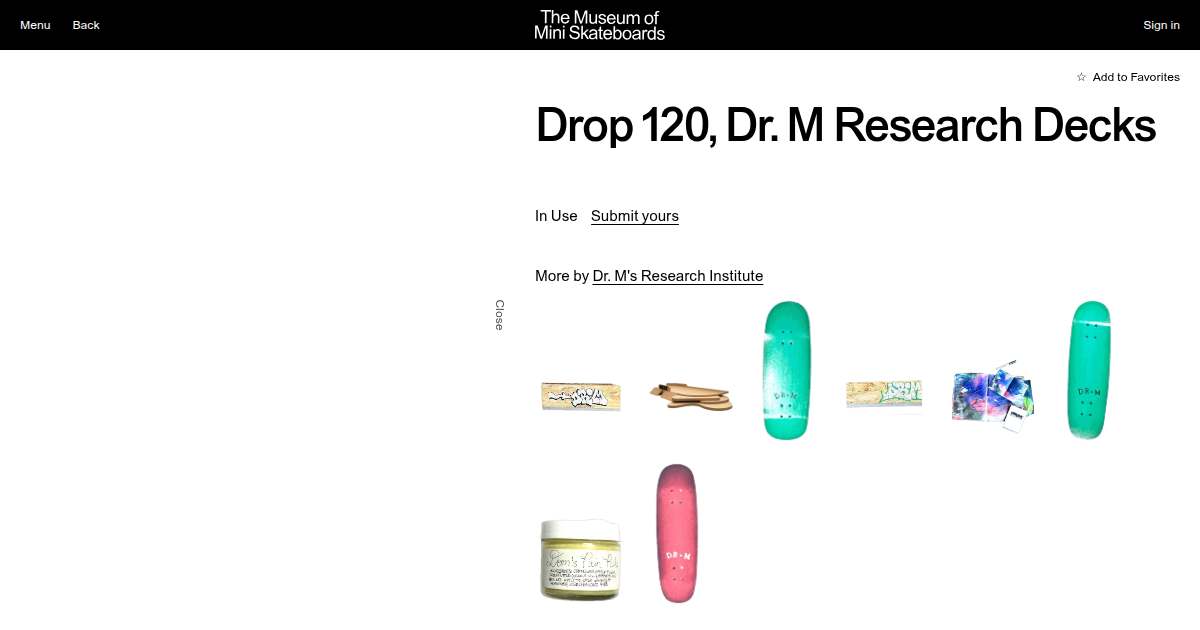 Menu
Back
The Museum of
Mini Skateboards
Sign in
☆ Add to Favorites
Drop 120, Dr. M Research Decks
In Use Submit yours
More by Dr. M's Research Institute
Close
DR•M
DR•M
DR•M